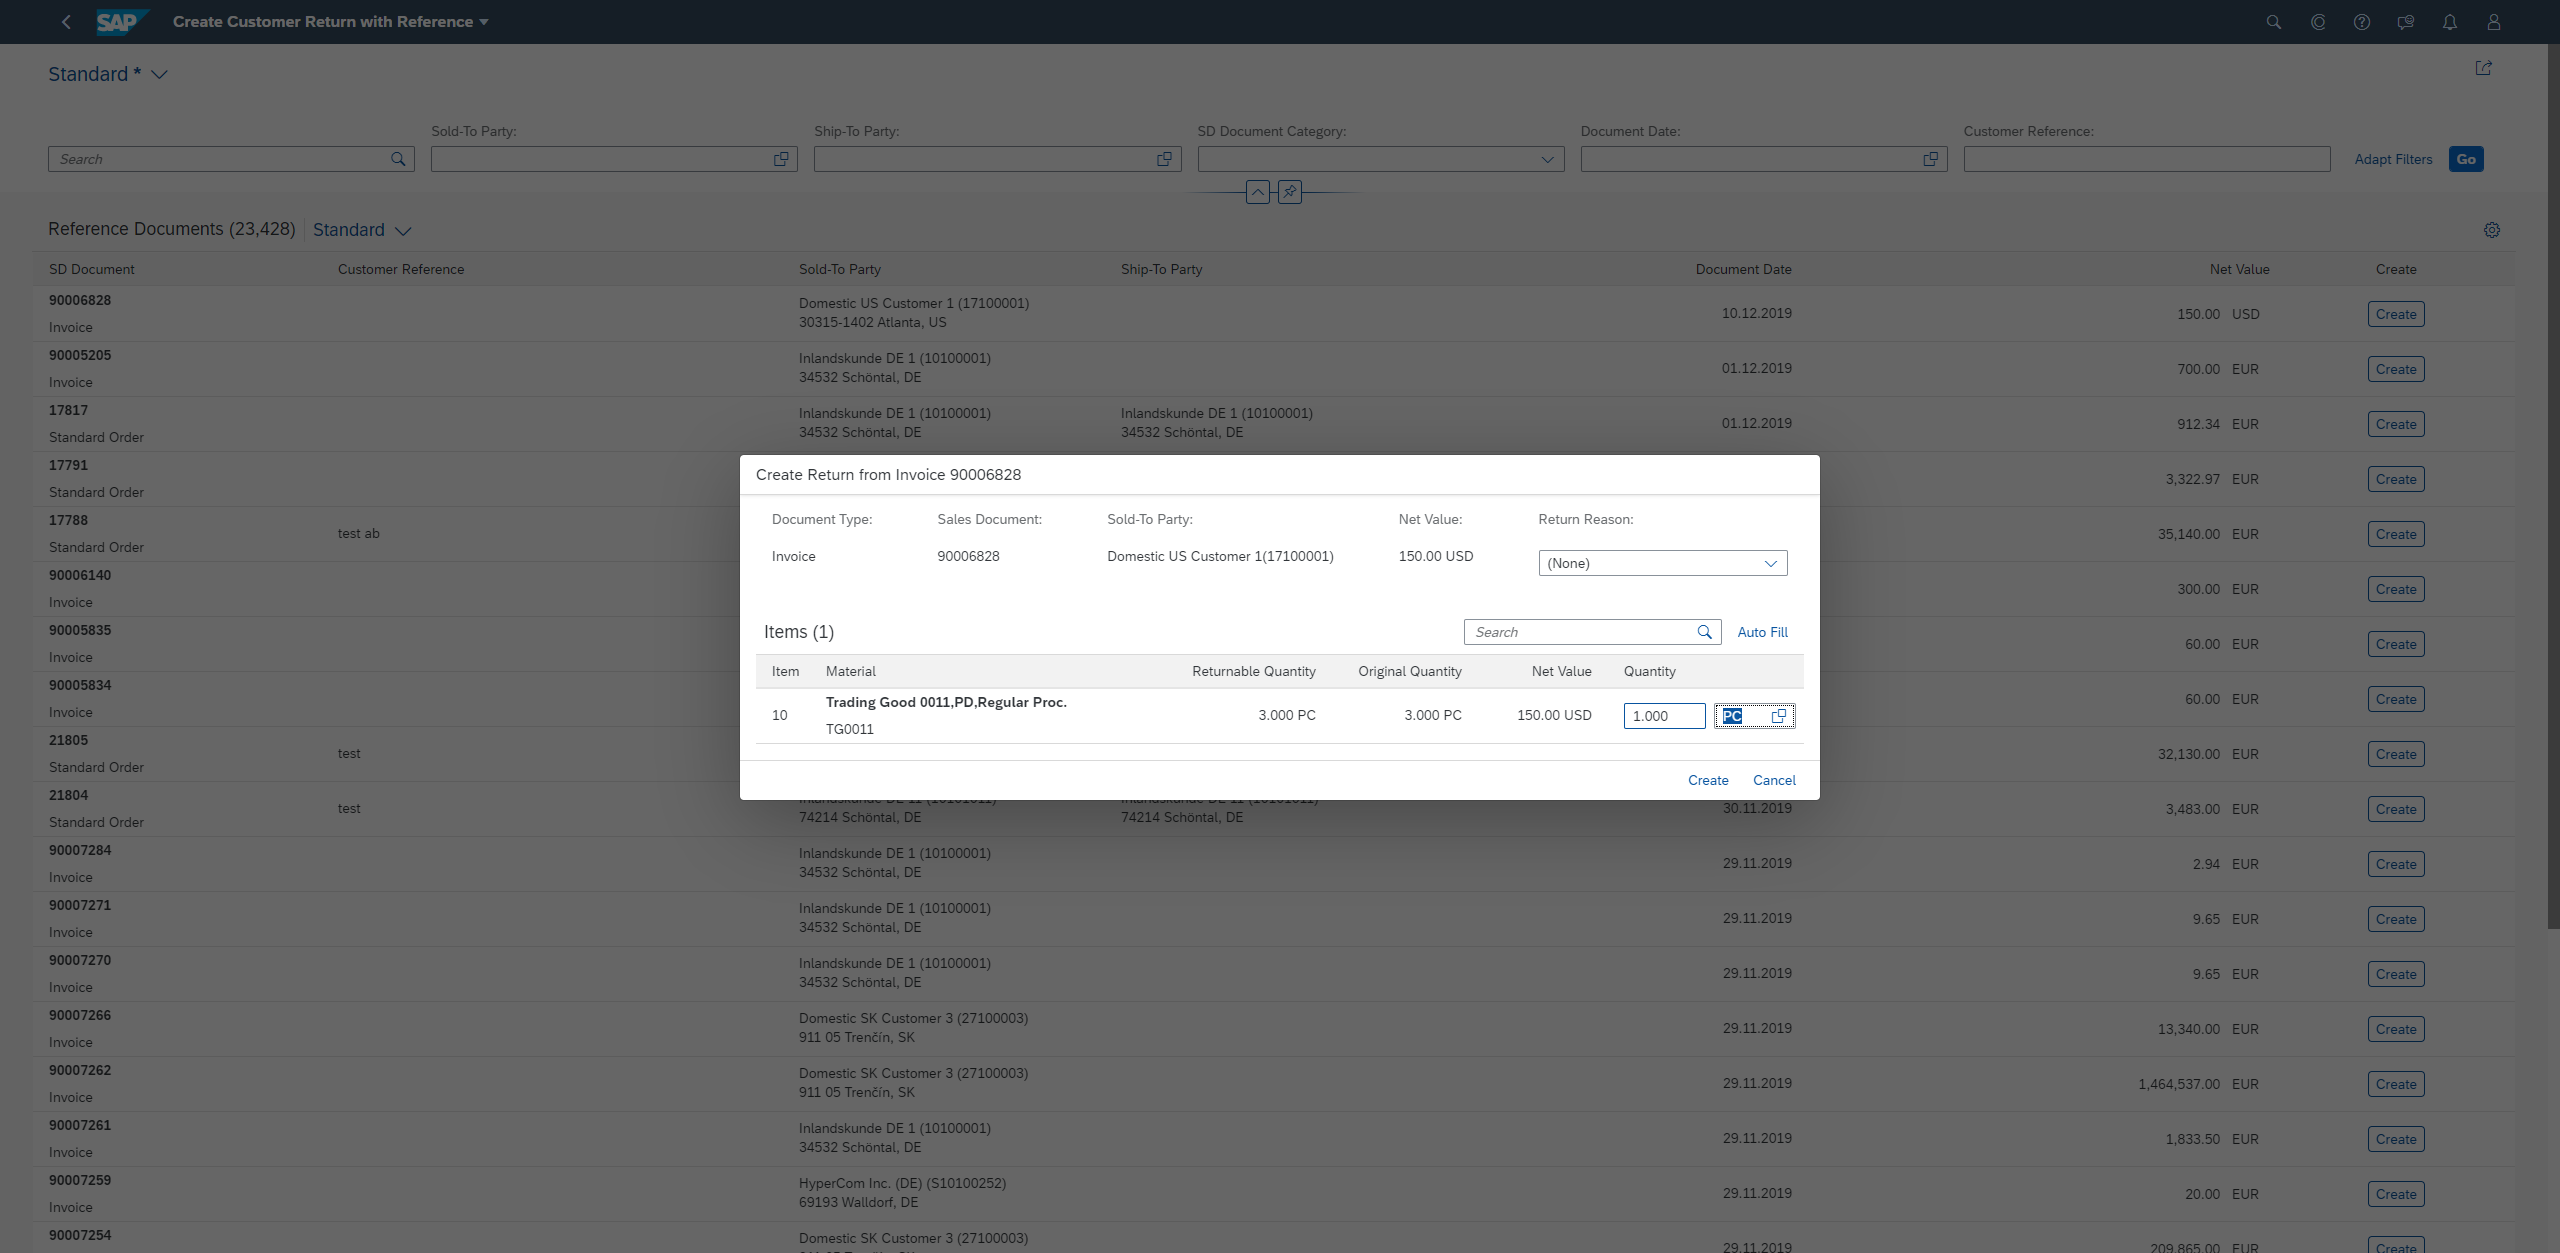 SAP Create Customer Return with Reference
Standard *
Sold-To Party: Ship-To Party: SD Document Category: Document Date: Customer Reference:
Search Adapt Filters Go
Reference Documents (23,428) Standard
SD Document Customer Reference Sold-To Party Ship-To Party Document Date Net Value Create
90006828
Invoice
Domestic US Customer 1 (17100001)
30315-1402 Atlanta, US
10.12.2019 150.00 USD Create
90005205
Invoice
Inlandskunde DE 1 (10100001)
34532 Schöntal, DE
01.12.2019 700.00 EUR Create
17817
Standard Order
Inlandskunde DE 1 (10100001)
34532 Schöntal, DE
Inlandskunde DE 1 (10100001)
34532 Schöntal, DE
01.12.2019 912.34 EUR Create
17791
Standard Order
3,322.97 EUR Create
17788
Standard Order
test ab
35,140.00 EUR Create
90006140
Invoice
300.00 EUR Create
90005835
Invoice
60.00 EUR Create
90005834
Invoice
60.00 EUR Create
21805
Standard Order
test
32,130.00 EUR Create
21804
Standard Order
test
74214 Schöntal, DE
74214 Schöntal, DE
30.11.2019 3,483.00 EUR Create
Create Return from Invoice 90006828
Document Type: Sales Document: Sold-To Party: Net Value: Return Reason:
Invoice 90006828 Domestic US Customer 1(17100001) 150.00 USD (None)
Items (1) Search Auto Fill
Item Material Returnable Quantity Original Quantity Net Value Quantity
10
Trading Good 0011,PD,Regular Proc.
TG0011
3.000 PC 3.000 PC 150.00 USD 1.000 PC
Create Cancel
90007284
Invoice
Inlandskunde DE 1 (10100001)
34532 Schöntal, DE
29.11.2019 2.94 EUR Create
90007271
Invoice
Inlandskunde DE 1 (10100001)
34532 Schöntal, DE
29.11.2019 9.65 EUR Create
90007270
Invoice
Inlandskunde DE 1 (10100001)
34532 Schöntal, DE
29.11.2019 9.65 EUR Create
90007266
Invoice
Domestic SK Customer 3 (27100003)
911 05 Trenčín, SK
29.11.2019 13,340.00 EUR Create
90007262
Invoice
Domestic SK Customer 3 (27100003)
911 05 Trenčín, SK
29.11.2019 1,464,537.00 EUR Create
90007261
Invoice
Inlandskunde DE 1 (10100001)
34532 Schöntal, DE
29.11.2019 1,833.50 EUR Create
90007259
Invoice
HyperCom Inc. (DE) (S10100252)
69193 Walldorf, DE
29.11.2019 20.00 EUR Create
90007254
Domestic SK Customer 3 (27100003)
29.11.2019 209,865.00 EUR Create